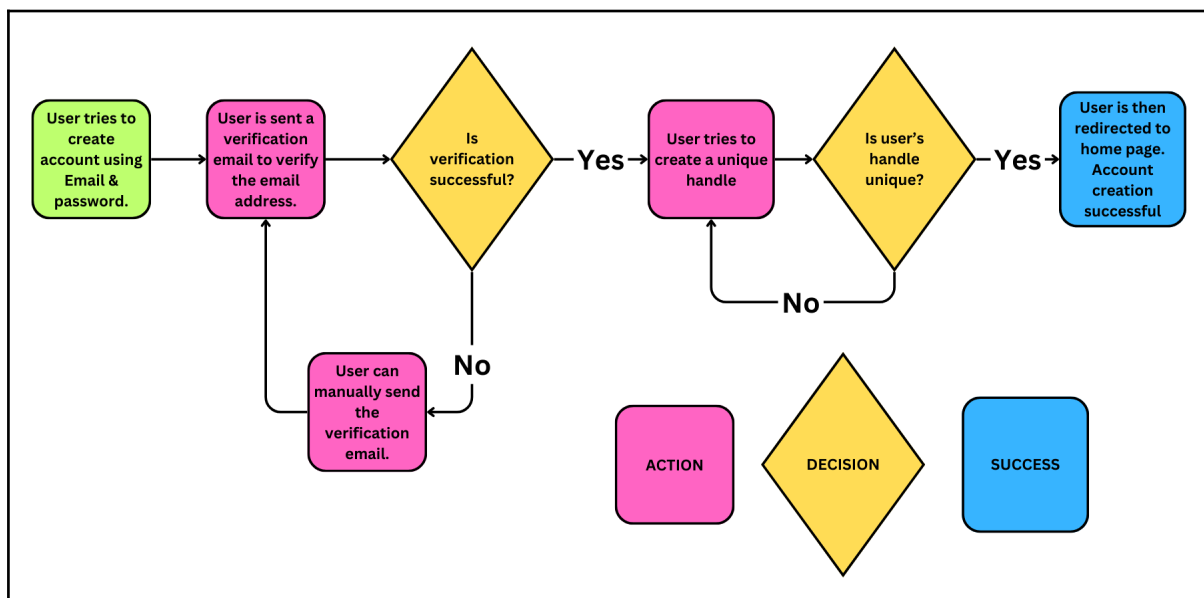 User tries to
create
account using
Email &
password.
User is sent a
verification
email to verify
the email
address.
Is
verification
successful?
Yes
User tries to
create a unique
handle
Is user’s
handle
unique?
Yes
User is then
redirected to
home page.
Account
creation
successful
No
No
User can
manually send
the
verification
email.
ACTION
DECISION
SUCCESS